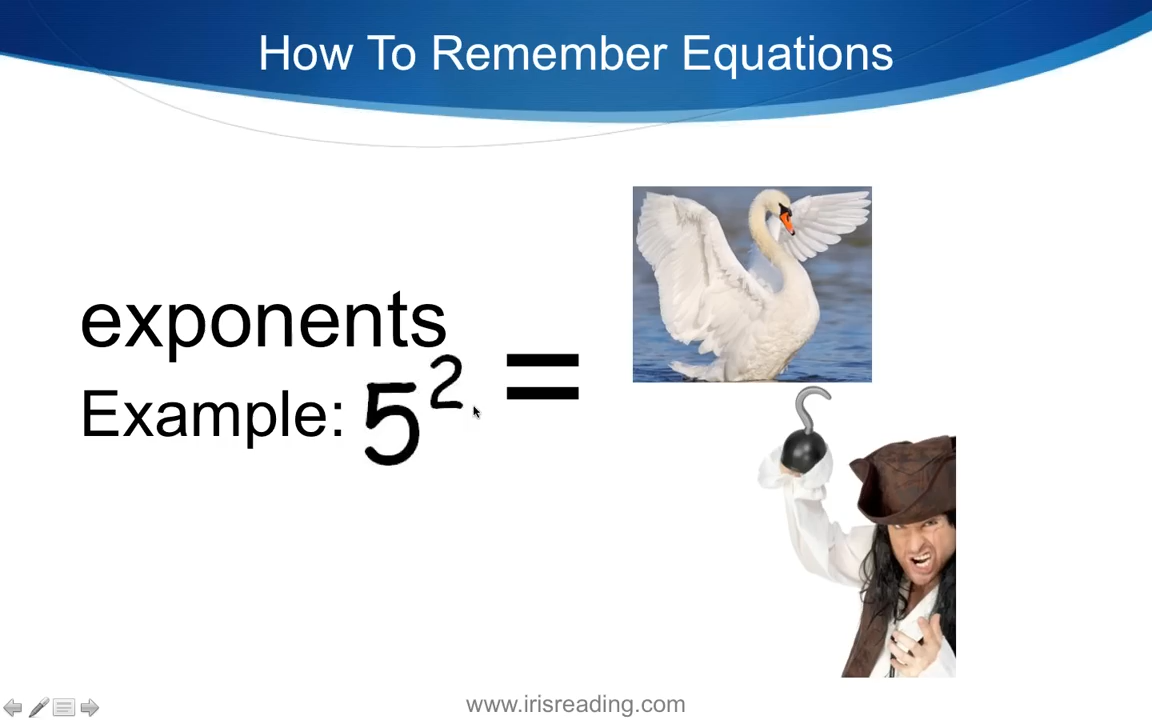 How To Remember Equations
exponents
Example: 5²
=
www.irisreading.com